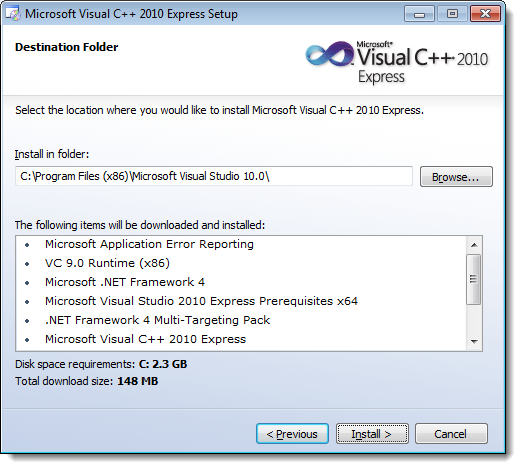 Microsoft Visual C++ 2010 Express Setup
Destination Folder
Microsoft®
Visual C++ 2010
Express
Select the location where you would like to install Microsoft Visual C++ 2010 Express.
Install in folder:
C:\Program Files (x86)\Microsoft Visual Studio 10.0\
Browse...
The following items will be downloaded and installed:
• Microsoft Application Error Reporting
• VC 9.0 Runtime (x86)
• Microsoft .NET Framework 4
• Microsoft Visual Studio 2010 Express Prerequisites x64
• .NET Framework 4 Multi-Targeting Pack
• Microsoft Visual C++ 2010 Express
Disk space requirements: C: 2.3 GB
Total download size: 148 MB
< Previous
Install >
Cancel